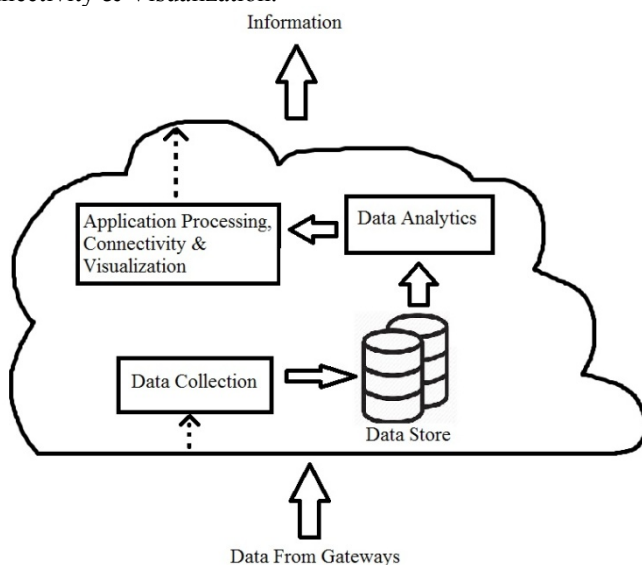 Information
Application Processing,
Connectivity &
Visualization
Data Analytics
Data Collection
Data Store
Data From Gateways